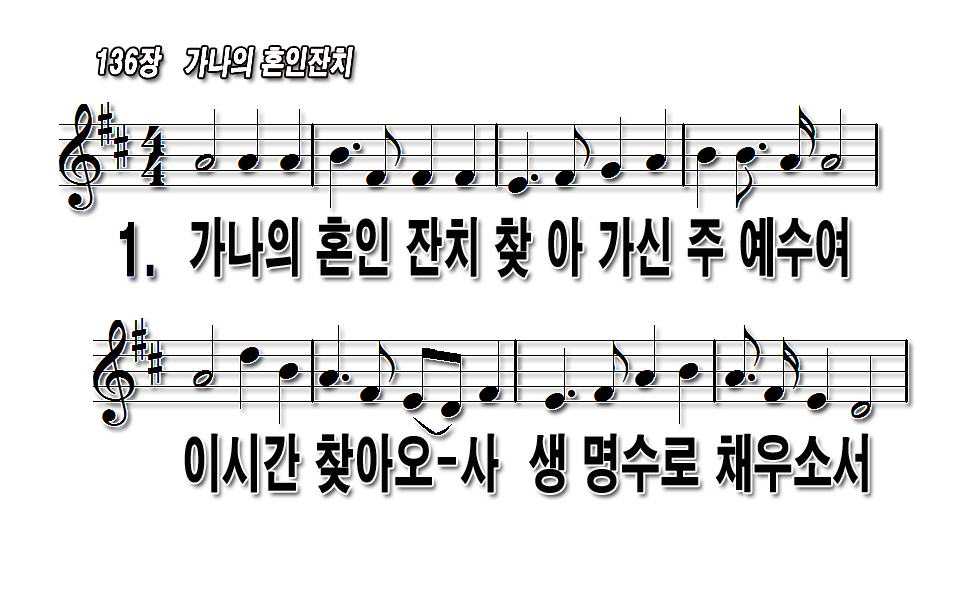 136장 가나의 혼인잔치
4
4
1. 가나의 혼인 잔치 찾 아 가신 주 예수여
이시간 찾아오-사 생 명수로 채우소서